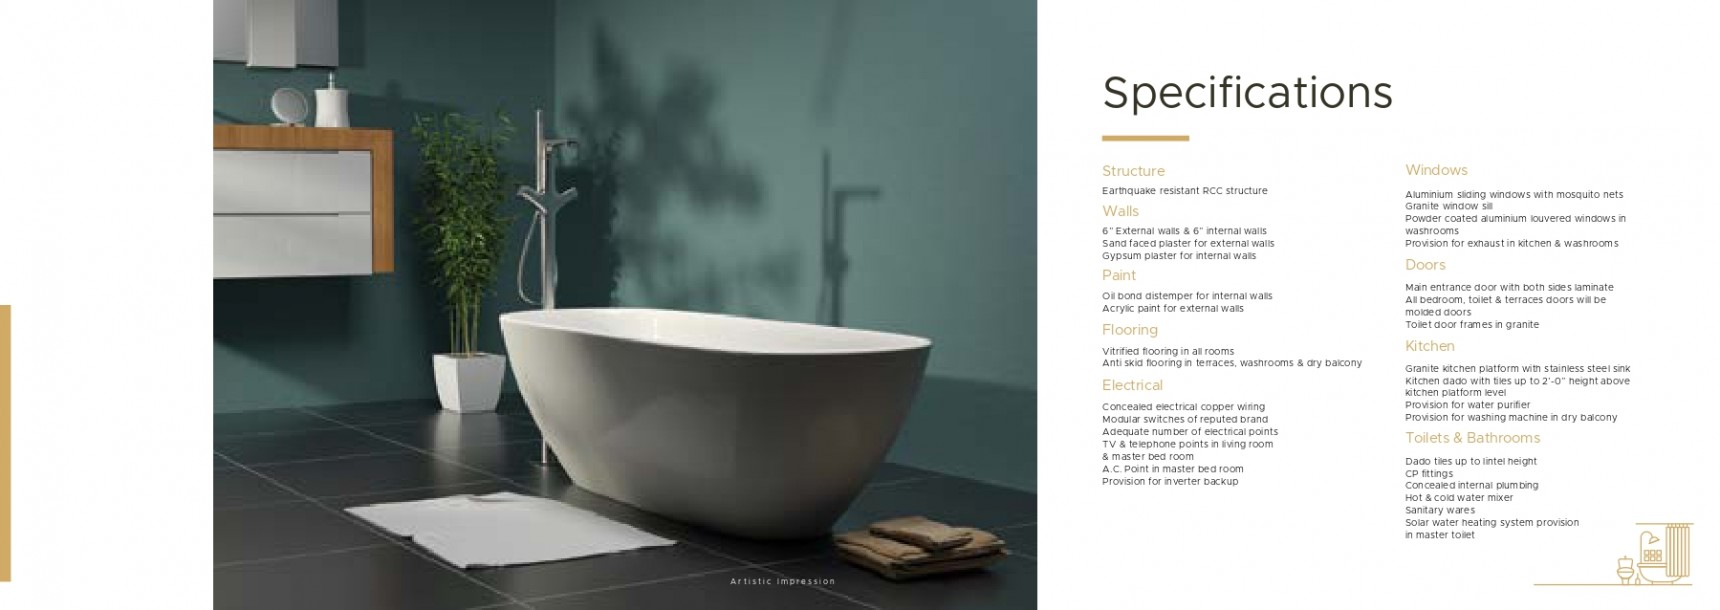 Specifications
Structure
Earthquake resistant RCC structure
Walls
6" External walls & 6" internal walls
Sand faced plaster for external walls
Gypsum plaster for internal walls
Paint
Oil bond distemper for internal walls
Acrylic paint for external walls
Flooring
Vitrified flooring in all rooms
Anti skid flooring in terraces, washrooms & dry balcony
Electrical
Concealed electrical copper wiring
Modular switches of reputed brand
Adequate number of electrical points
TV & telephone points in living room
& master bed room
A.C. Point in master bed room
Provision for inverter backup
Windows
Aluminium sliding windows with mosquito nets
Granite window sill
Powder coated aluminium louvered windows in
washrooms
Provision for exhaust in kitchen & washrooms
Doors
Main entrance door with both sides laminate
All bedroom, toilet & terraces doors will be
molded doors
Toilet door frames in granite
Kitchen
Granite kitchen platform with stainless steel sink
Kitchen dado with tiles up to 2'-0" height above
kitchen platform level
Provision for water purifier
Provision for washing machine in dry balcony
Toilets & Bathrooms
Dado tiles up to lintel height
CP fittings
Concealed internal plumbing
Hot & cold water mixer
Sanitary wares
Solar water heating system provision
in master toilet
Artistic Impression